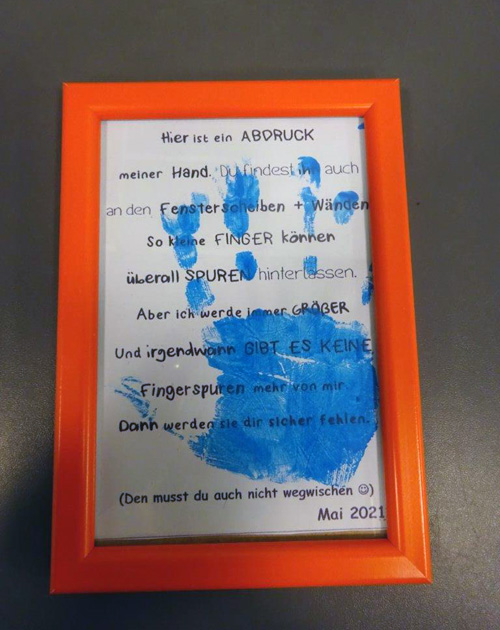 Hier ist ein ABDRUCK
meiner Hand. Du findest ihn auch
an den Fensterscheiben + Wänden
So kleine FINGER können
überall SPUREN hinterlassen.
Aber ich werde immer GRÖßER
Und irgendwann GIBT ES KEINE
Fingerspuren mehr von mir
Dann werden sie dir sicher fehlen.
(Den musst du auch nicht wegwischen ☺)
Mai 2021